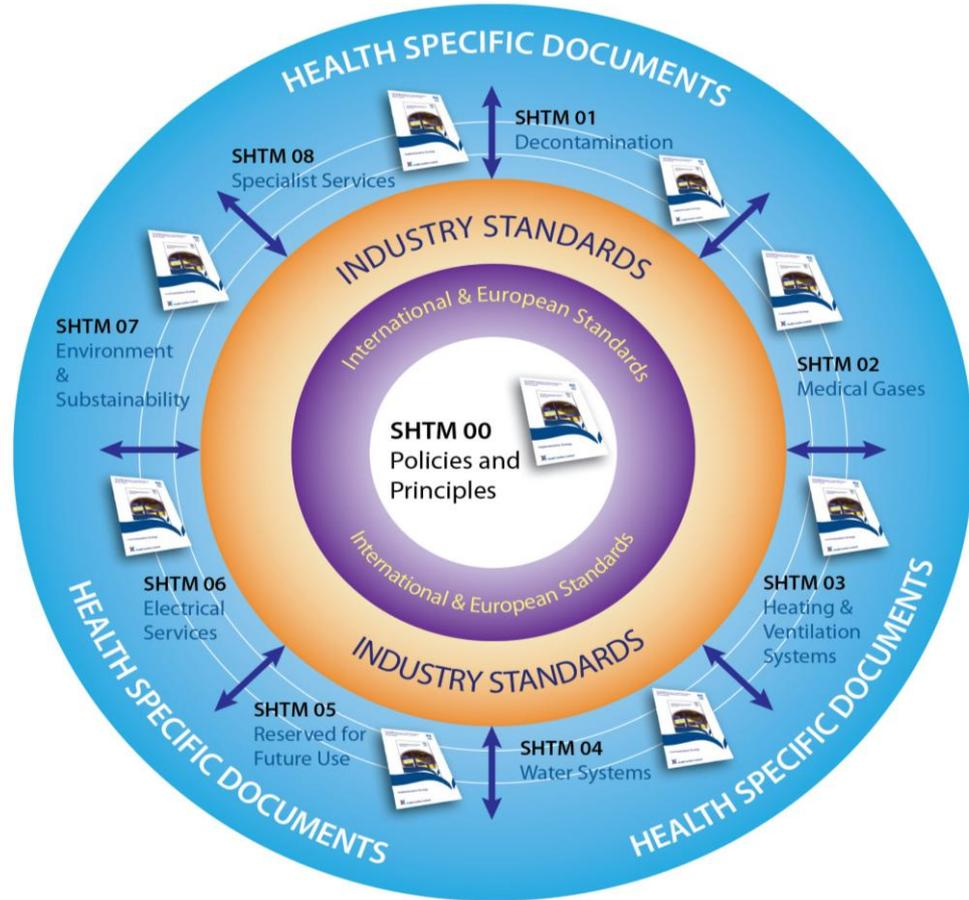 HEALTH SPECIFIC DOCUMENTS
SHTM 01
Decontamination
SHTM 08
Specialist Services
INDUSTRY STANDARDS
International & European Standards
SHTM 07
Environment
&
Substainability
SHTM 02
Medical Gases
SHTM 00
Policies and
Principles
International & European Standards
INDUSTRY STANDARDS
SHTM 06
Electrical
Services
SHTM 03
Heating &
Ventilation
Systems
SHTM 05
Reserved for
Future Use
SHTM 04
Water Systems
HEALTH SPECIFIC DOCUMENTS
HEALTH SPECIFIC DOCUMENTS